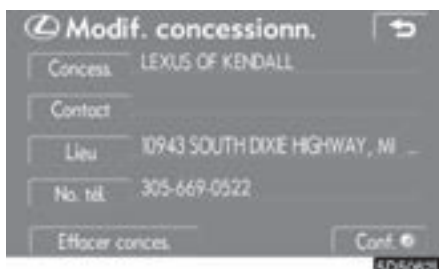 Modif. concessionn.
Concess. LEXUS OF KENDALL
Contact
Lieu 10943 SOUTH DIXIE HIGHWAY, MI ...
No. tél. 305-669-0522
Effacer conces. Conf.